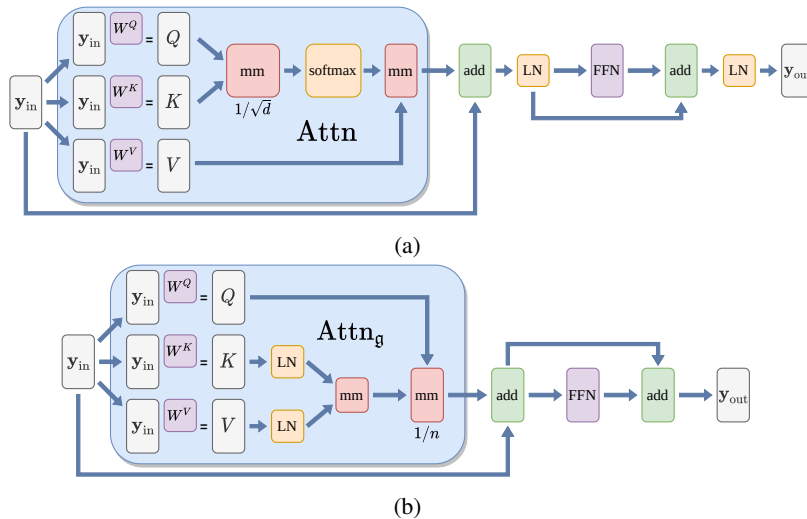 y_in W^Q = Q
y_in
y_in W^K = K
mm
softmax
mm
add
LN
FFN
add
LN
y_out
1/√d
Attn
y_in W^V = V
(a)
y_in W^Q = Q
Attn_𝔤
y_in
y_in W^K = K
LN
mm
mm
add
FFN
add
y_out
y_in W^V = V
LN
1/n
(b)